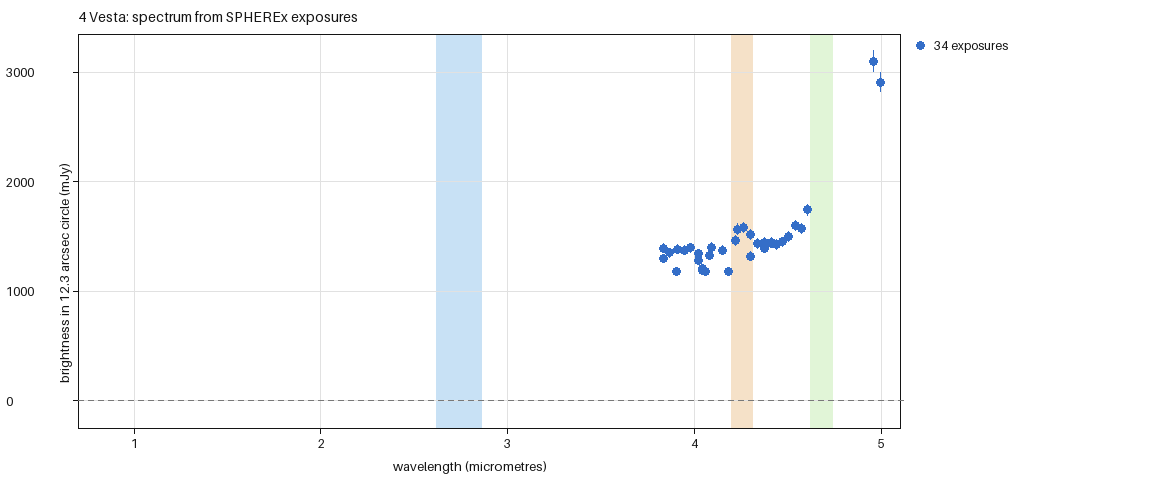 4 Vesta: spectrum from SPHEREx exposures
34 exposures
3000
2000
1000
0
brightness in 12.3 arcsec circle (mJy)
1 2 3 4 5
wavelength (micrometres)